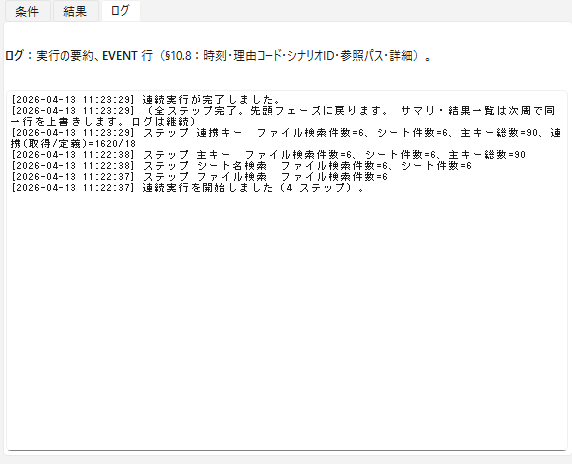 条件 結果 ログ
ログ：実行の要約、EVENT 行（§10.8：時刻・理由コード・シナリオID・参照パス・詳細）。
[2026-04-13 11:23:29] 連続実行が完了しました。
[2026-04-13 11:23:29] （全ステップ完了。先頭フェーズに戻ります。 サマリ・結果一覧は次周で同
一行を上書きします。ログは継続）
[2026-04-13 11:23:29] ステップ 連携キー　ファイル検索件数=6、シート件数=6、主キー総数=90、連
携(取得/定義)=1620/18
[2026-04-13 11:22:38] ステップ 主キー　ファイル検索件数=6、シート件数=6、主キー総数=90
[2026-04-13 11:22:38] ステップ シート名検索　ファイル検索件数=6、シート件数=6
[2026-04-13 11:22:37] ステップ ファイル検索　ファイル検索件数=6
[2026-04-13 11:22:37] 連続実行を開始しました（4 ステップ）。